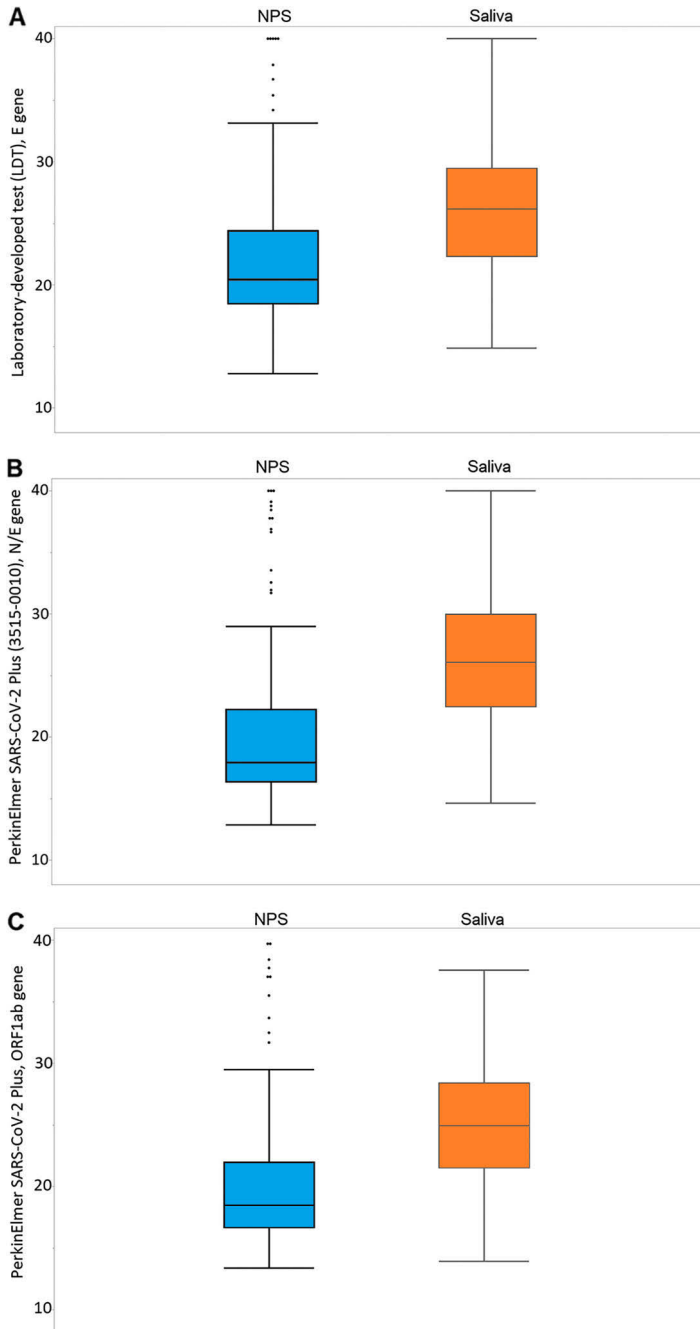 A
NPS Saliva
Laboratory-developed test (LDT), E gene
40
30
20
10
B
NPS Saliva
PerkinElmer SARS-CoV-2 Plus (3515-0010), N/E gene
40
30
20
10
C
NPS Saliva
PerkinElmer SARS-CoV-2 Plus, ORF1ab gene
40
30
20
10